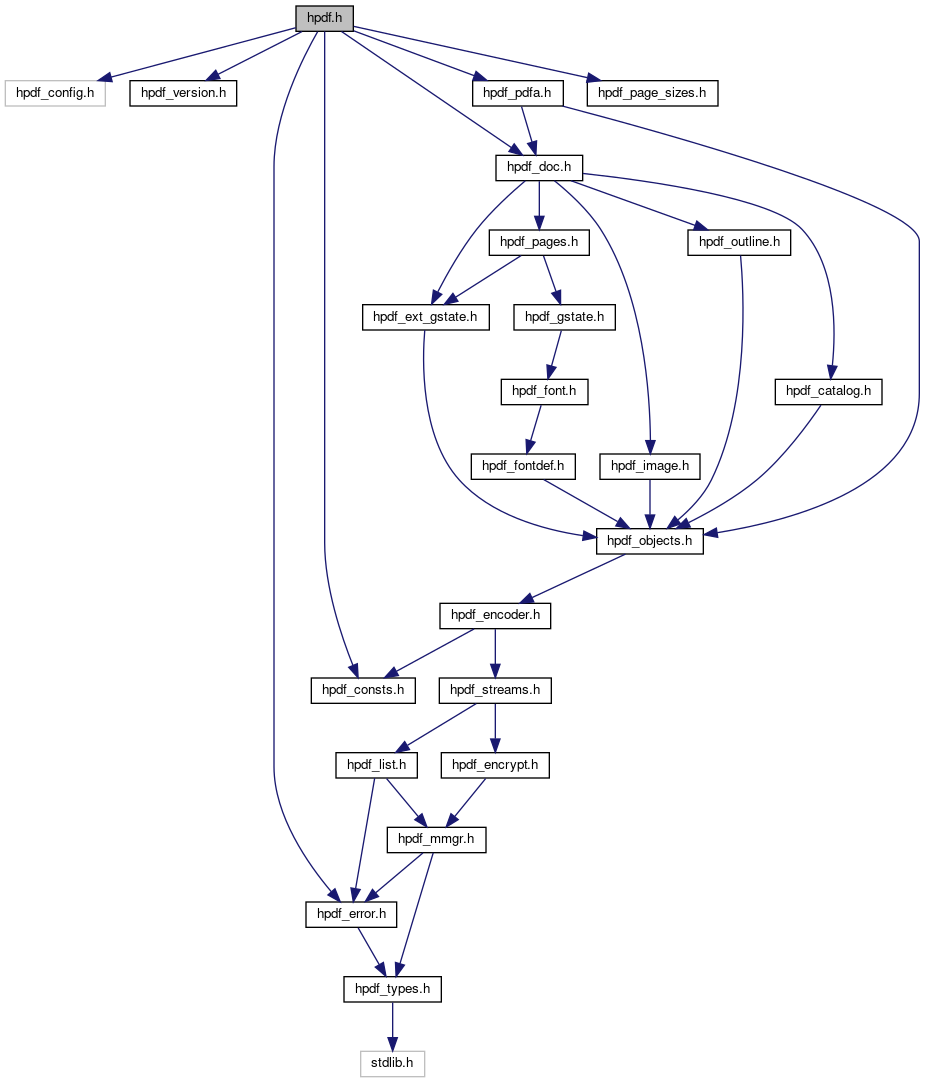 hpdf.h
hpdf_config.h
hpdf_version.h
hpdf_pdfa.h
hpdf_page_sizes.h
hpdf_doc.h
hpdf_pages.h
hpdf_outline.h
hpdf_ext_gstate.h
hpdf_gstate.h
hpdf_font.h
hpdf_catalog.h
hpdf_fontdef.h
hpdf_image.h
hpdf_objects.h
hpdf_encoder.h
hpdf_consts.h
hpdf_streams.h
hpdf_list.h
hpdf_encrypt.h
hpdf_mmgr.h
hpdf_error.h
hpdf_types.h
stdlib.h